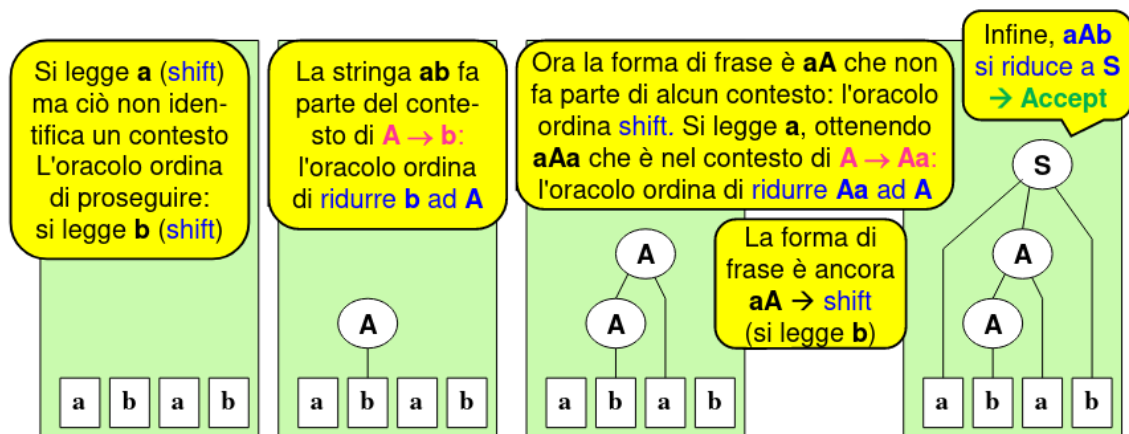 Si legge a (shift)
ma ciò non iden-
tifica un contesto
L'oracolo ordina
di proseguire:
si legge b (shift)
La stringa ab fa
parte del conte-
sto di A → b:
l'oracolo ordina
di ridurre b ad A
Ora la forma di frase è aA che non
fa parte di alcun contesto: l'oracolo
ordina shift. Si legge a, ottenendo
aAa che è nel contesto di A → Aa:
l'oracolo ordina di ridurre Aa ad A
La forma di
frase è ancora
aA → shift
(si legge b)
Infine, aAb
si riduce a S
→ Accept
a b a b
A
a b a b
A
A
a b a b
S
A
A
a b a b